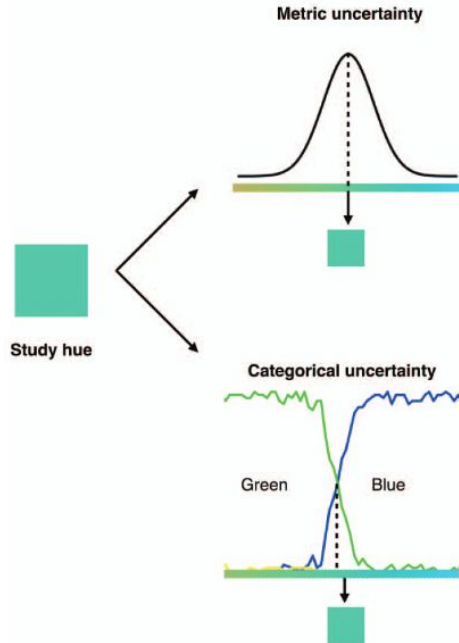 Metric uncertainty
Study hue
Categorical uncertainty
Green
Blue